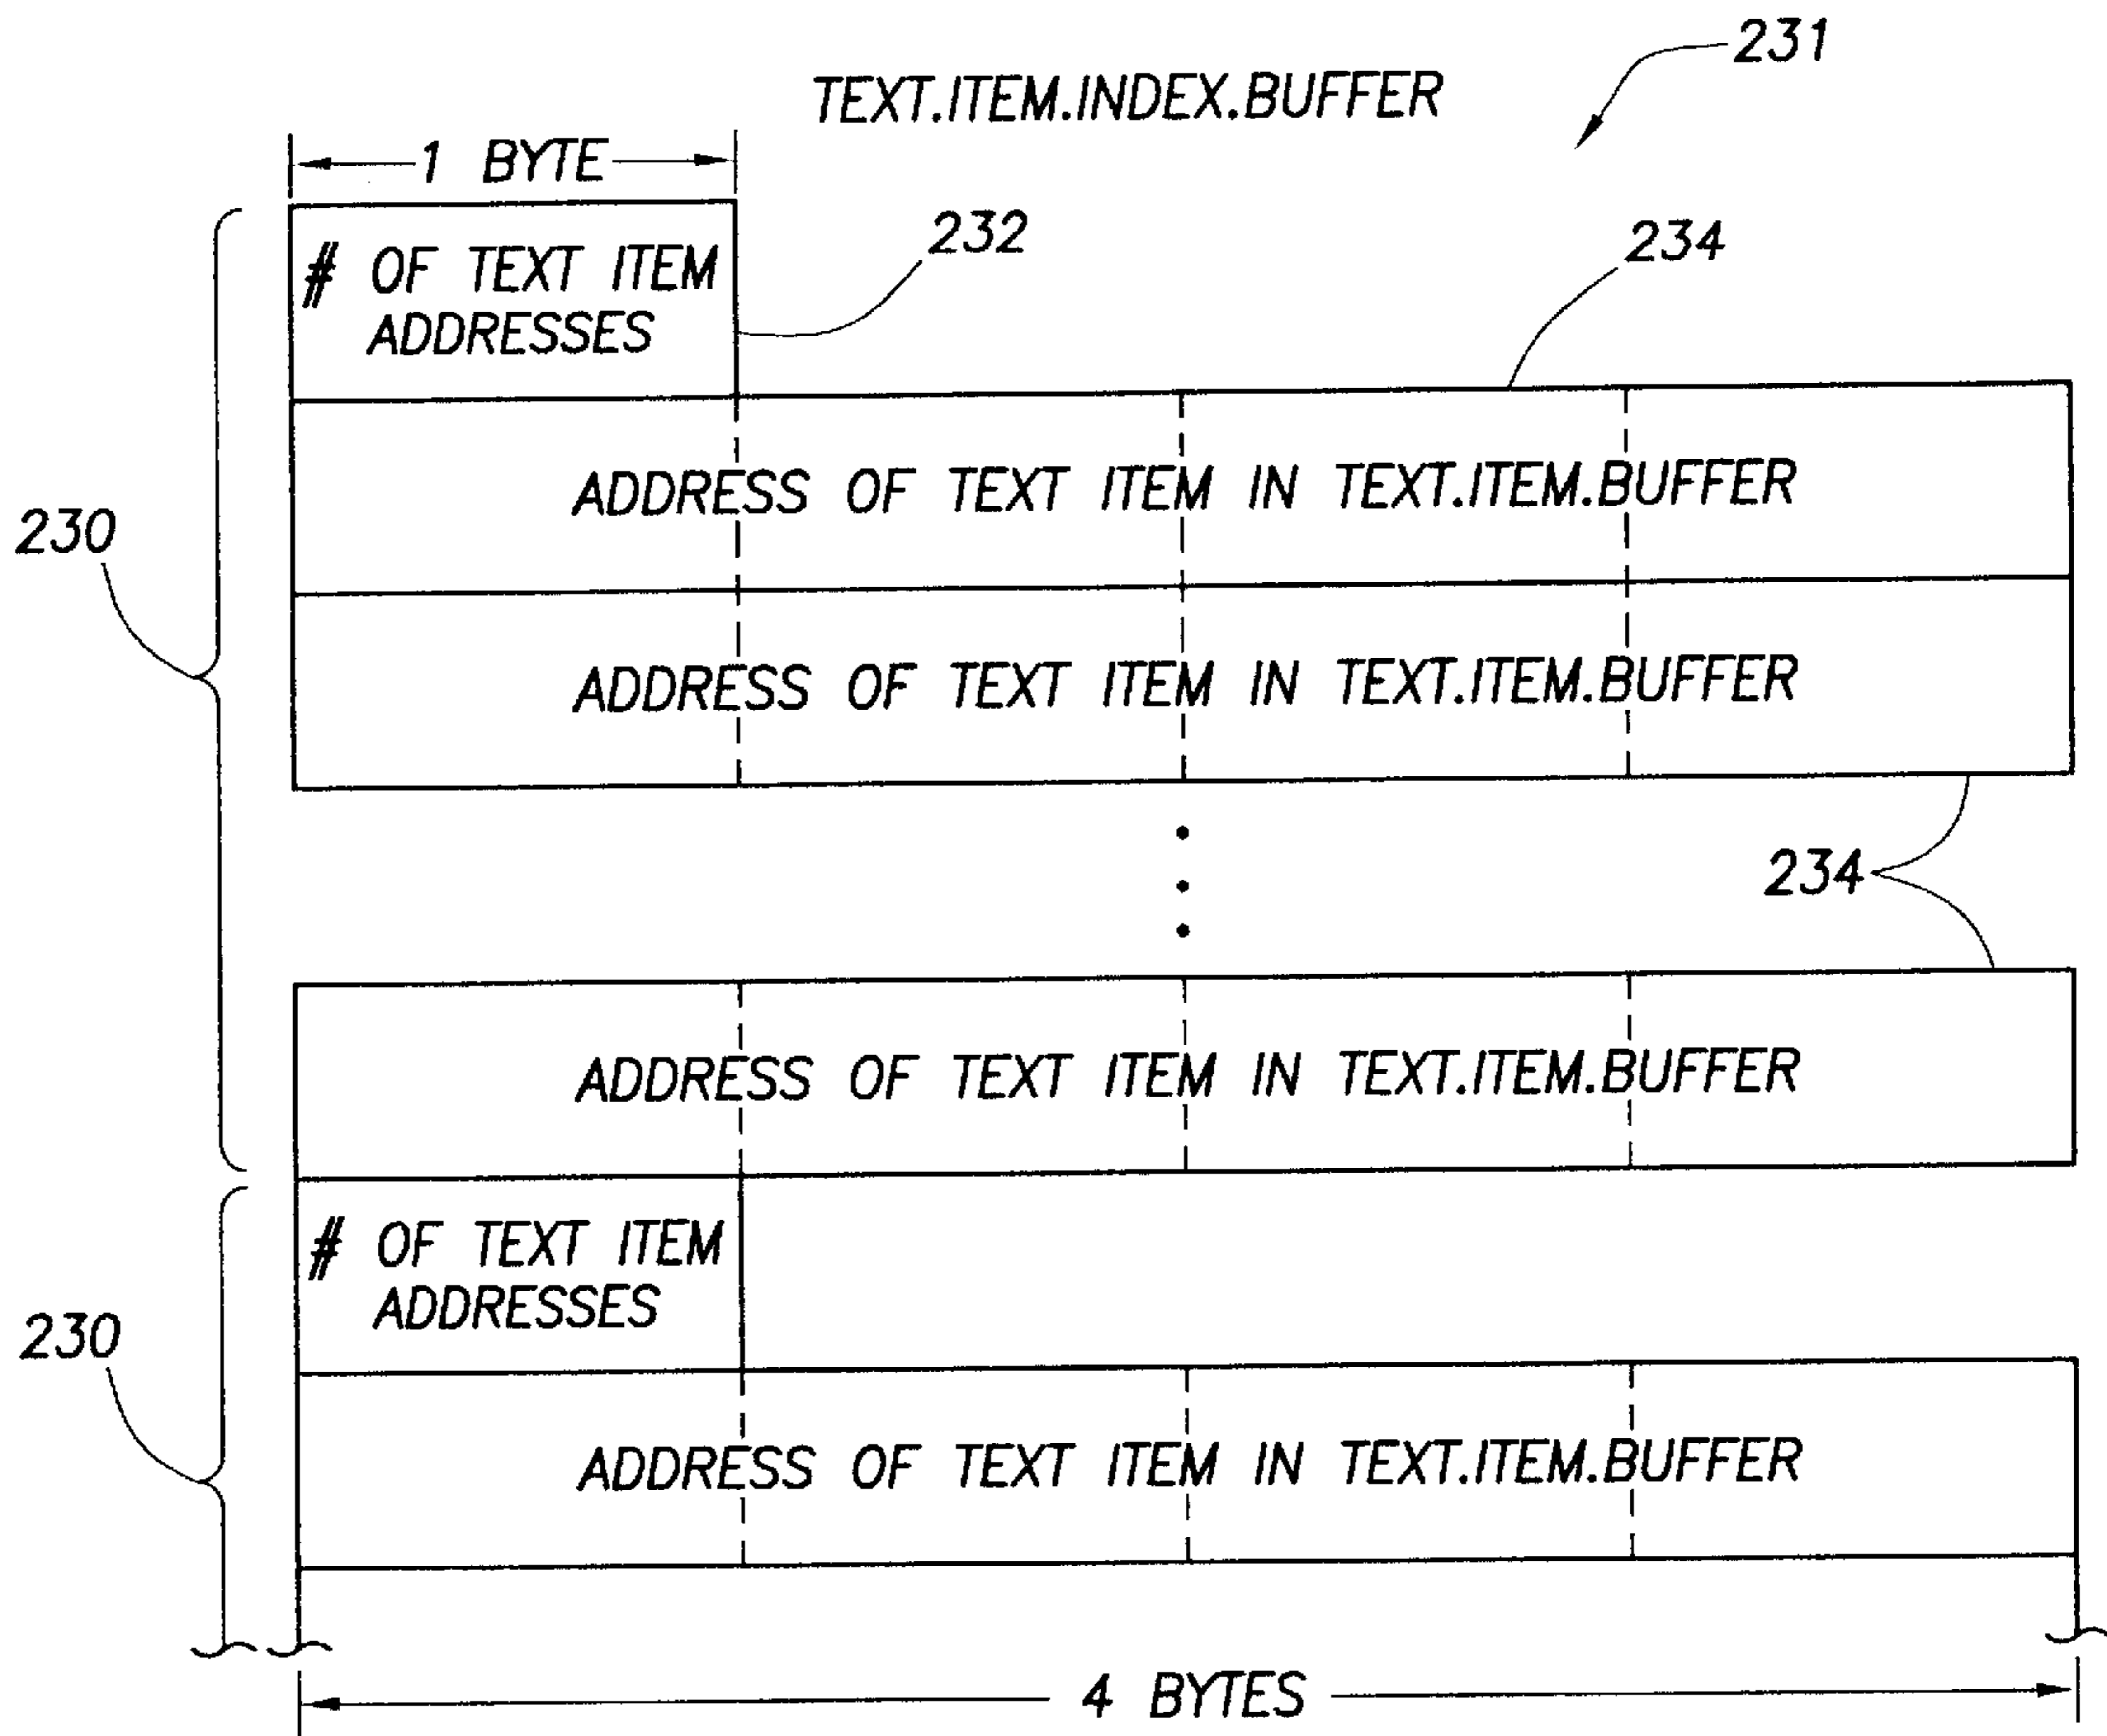 231
TEXT.ITEM.INDEX.BUFFER
1 BYTE
# OF TEXT ITEM
ADDRESSES
232
234
ADDRESS OF TEXT ITEM IN TEXT.ITEM.BUFFER
230
ADDRESS OF TEXT ITEM IN TEXT.ITEM.BUFFER
234
ADDRESS OF TEXT ITEM IN TEXT.ITEM.BUFFER
# OF TEXT ITEM
ADDRESSES
230
ADDRESS OF TEXT ITEM IN TEXT.ITEM.BUFFER
4 BYTES